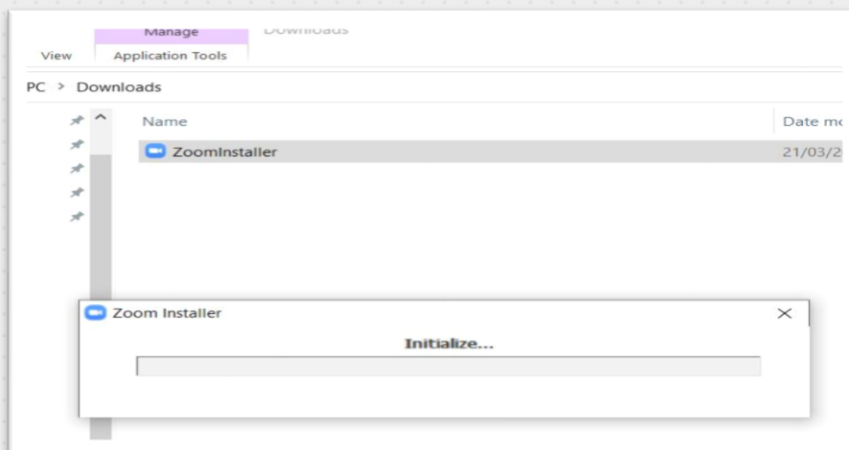 Manage
Downloads
View
Application Tools
PC > Downloads
Name
Date mo
ZoomInstaller
21/03/2
Zoom Installer
Initialize...